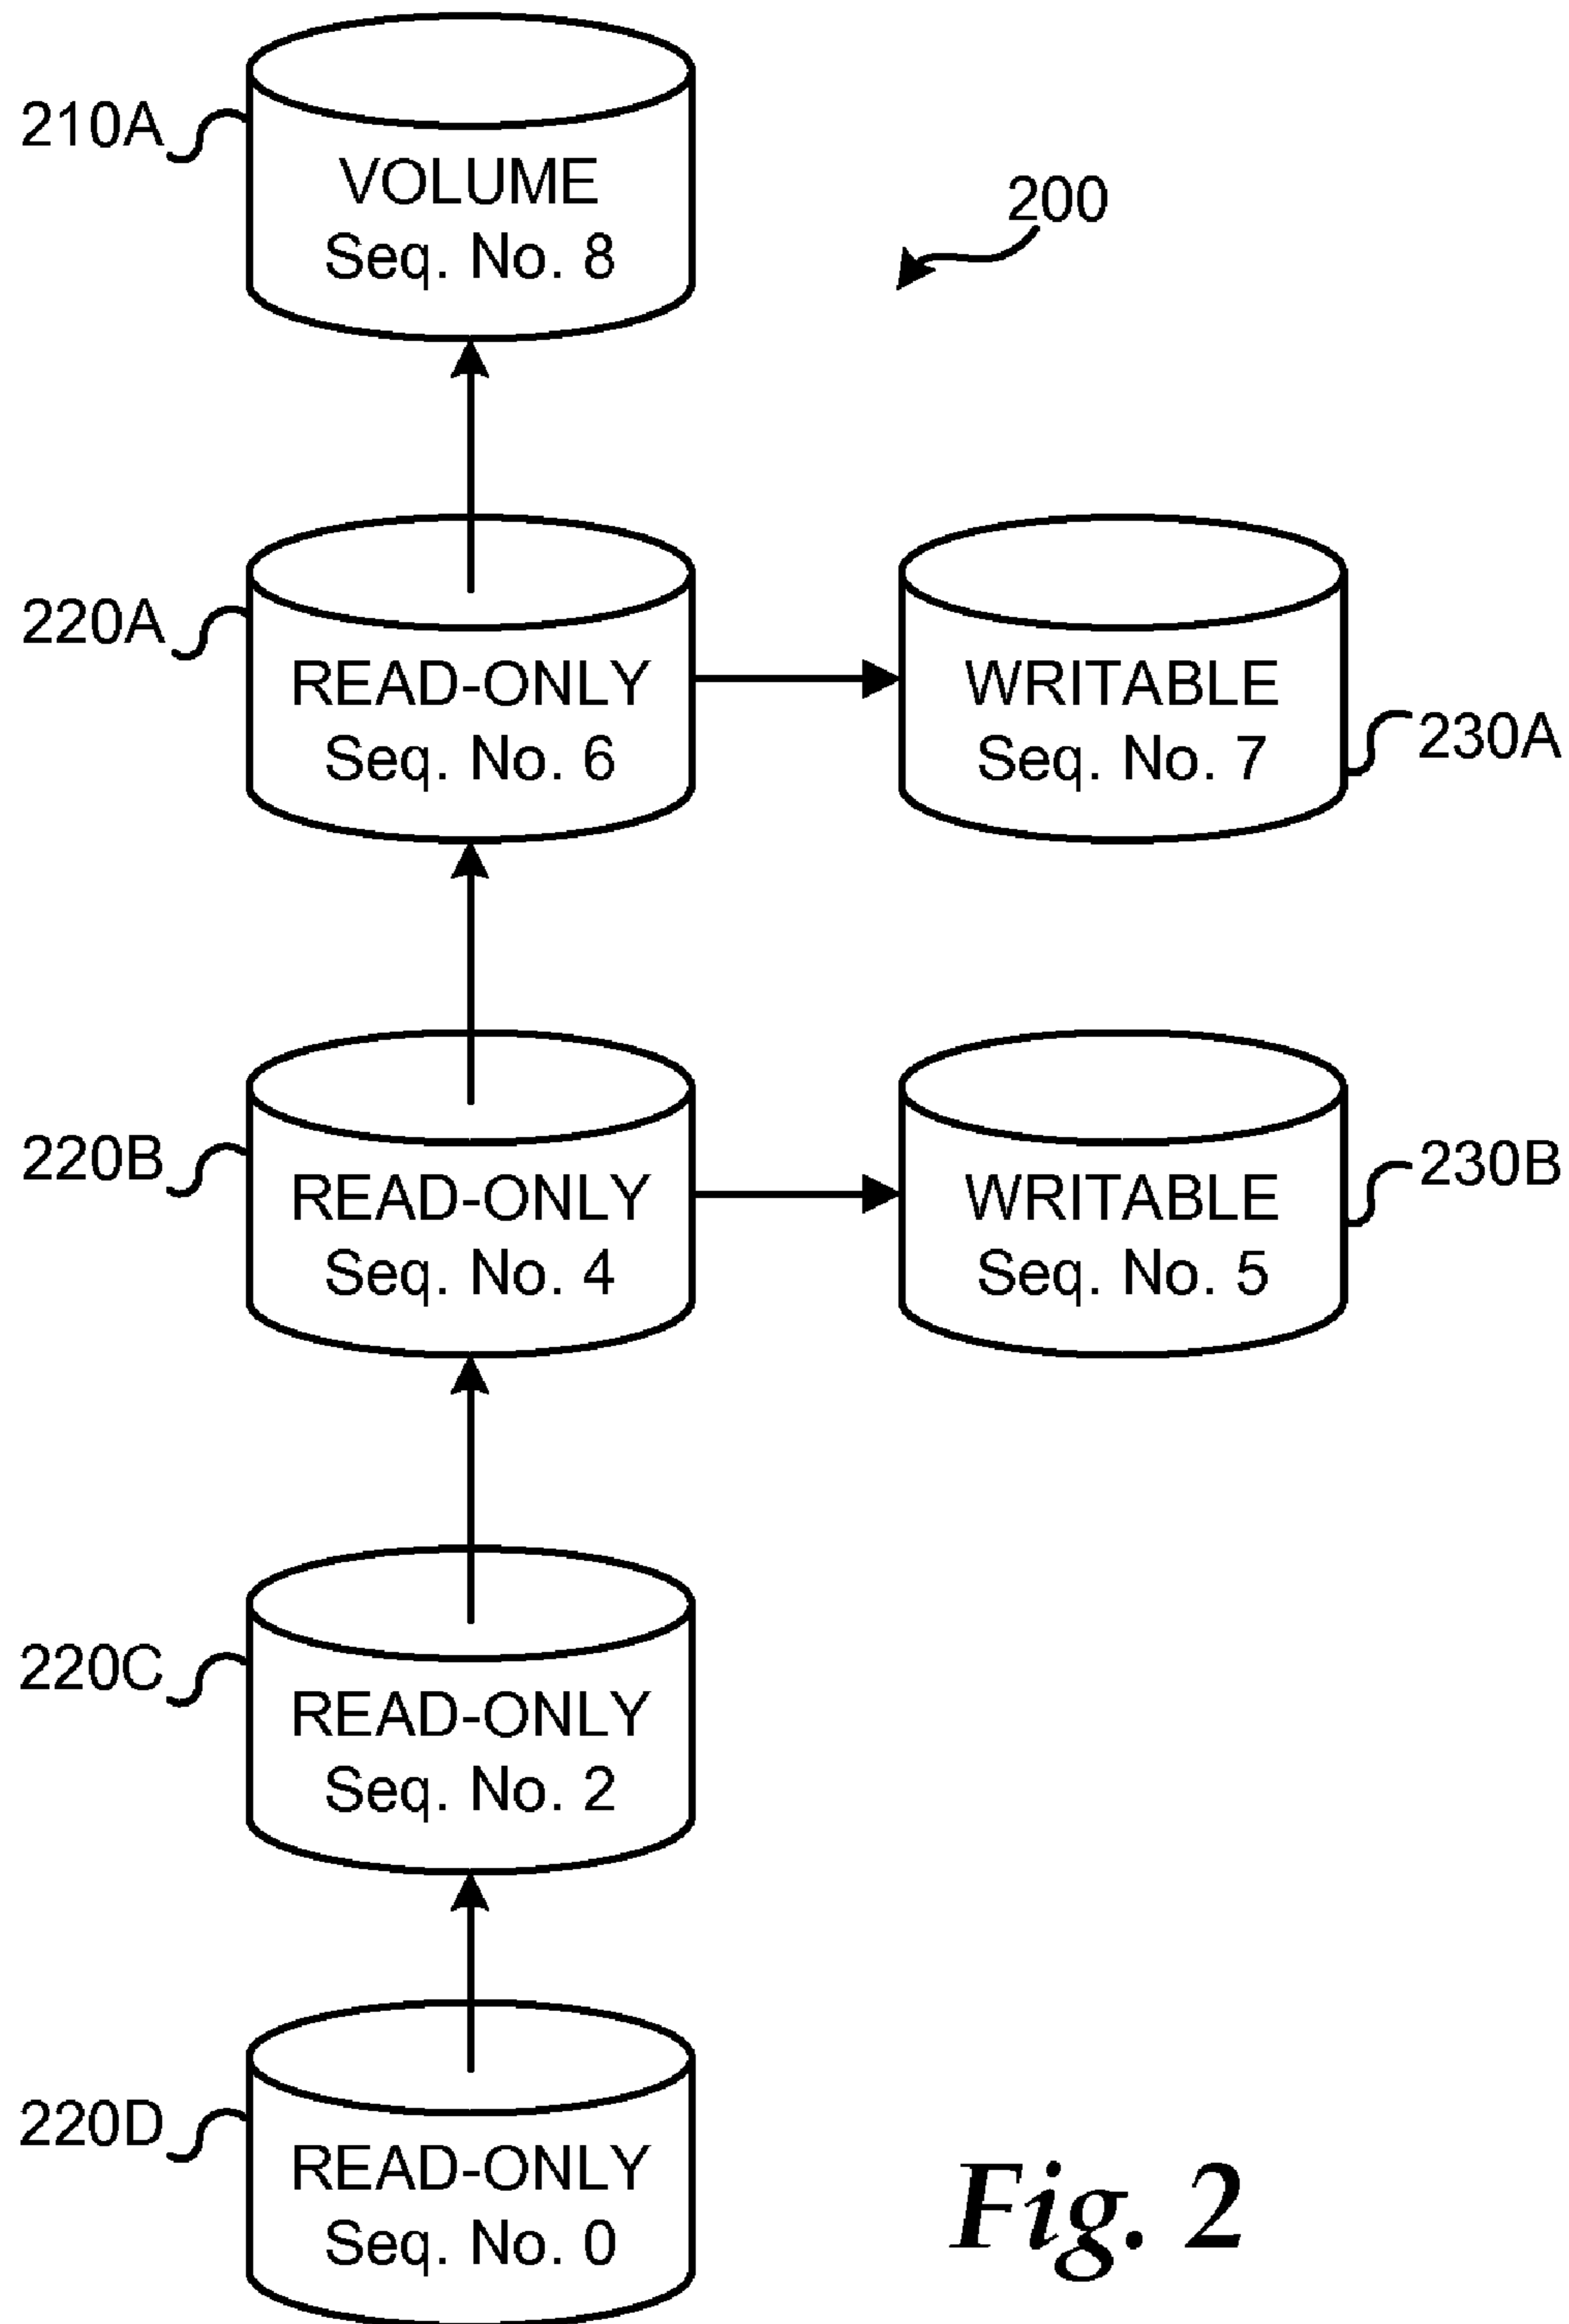 210A
VOLUME
Seq. No. 8
200
220A
READ-ONLY
Seq. No. 6
WRITABLE
Seq. No. 7
230A
220B
READ-ONLY
Seq. No. 4
WRITABLE
Seq. No. 5
230B
220C
READ-ONLY
Seq. No. 2
220D
READ-ONLY
Seq. No. 0
Fig. 2